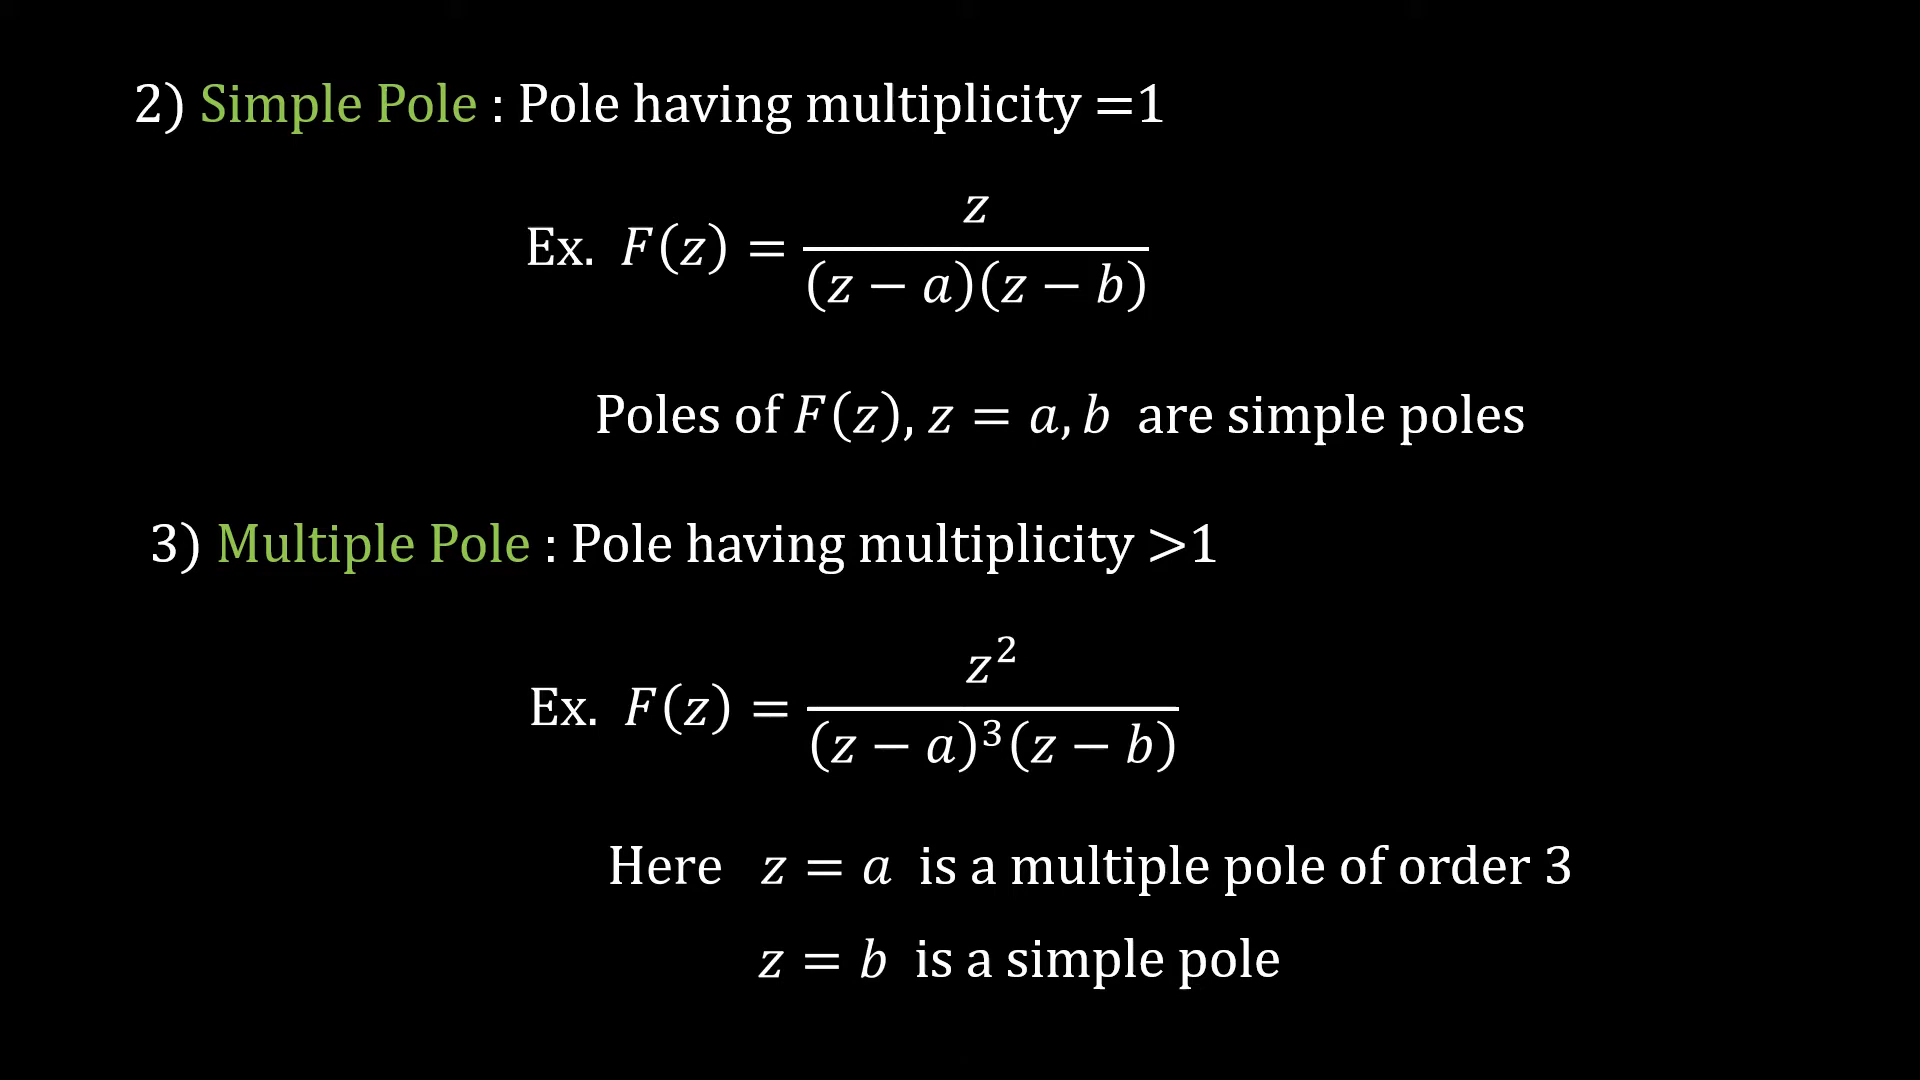 2) Simple Pole : Pole having multiplicity =1
Ex. F(z) = z / (z − a)(z − b)
Poles of F(z), z = a, b are simple poles
3) Multiple Pole : Pole having multiplicity >1
Ex. F(z) = z² / (z − a)³(z − b)
Here z = a is a multiple pole of order 3
z = b is a simple pole